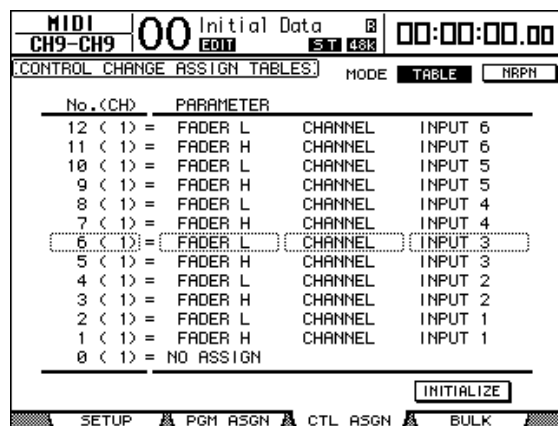 MIDI
CH9-CH9
00 Initial Data R
EDIT ST 48K
00:00:00.00
[CONTROL CHANGE ASSIGN TABLES] MODE TABLE NRPN
No.(CH) PARAMETER
12 ( 1) = FADER L CHANNEL INPUT 6
11 ( 1) = FADER H CHANNEL INPUT 6
10 ( 1) = FADER L CHANNEL INPUT 5
9 ( 1) = FADER H CHANNEL INPUT 5
8 ( 1) = FADER L CHANNEL INPUT 4
7 ( 1) = FADER H CHANNEL INPUT 4
6 ( 1) = FADER L CHANNEL INPUT 3
5 ( 1) = FADER H CHANNEL INPUT 3
4 ( 1) = FADER L CHANNEL INPUT 2
3 ( 1) = FADER H CHANNEL INPUT 2
2 ( 1) = FADER L CHANNEL INPUT 1
1 ( 1) = FADER H CHANNEL INPUT 1
0 ( 1) = NO ASSIGN
INITIALIZE
SETUP PGM ASGN CTL ASGN BULK